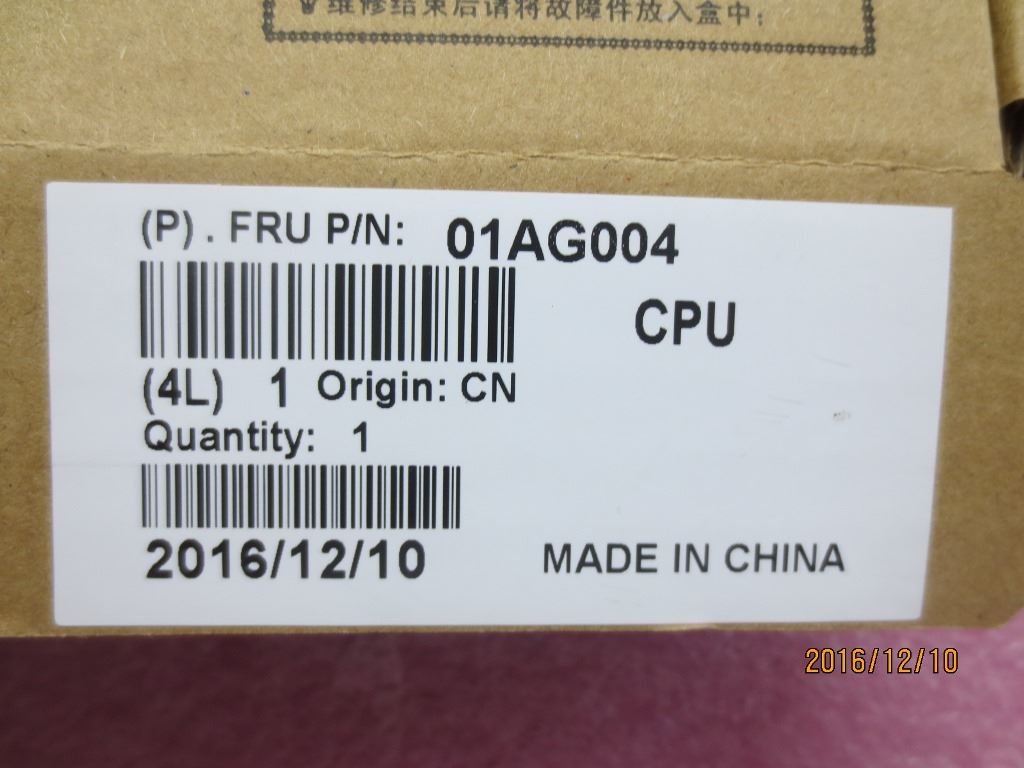 维修结束后请将故障件放入盒中:
(P) . FRU P/N: 01AG004
CPU
(4L) 1 Origin: CN
Quantity: 1
2016/12/10
MADE IN CHINA
2016/12/10